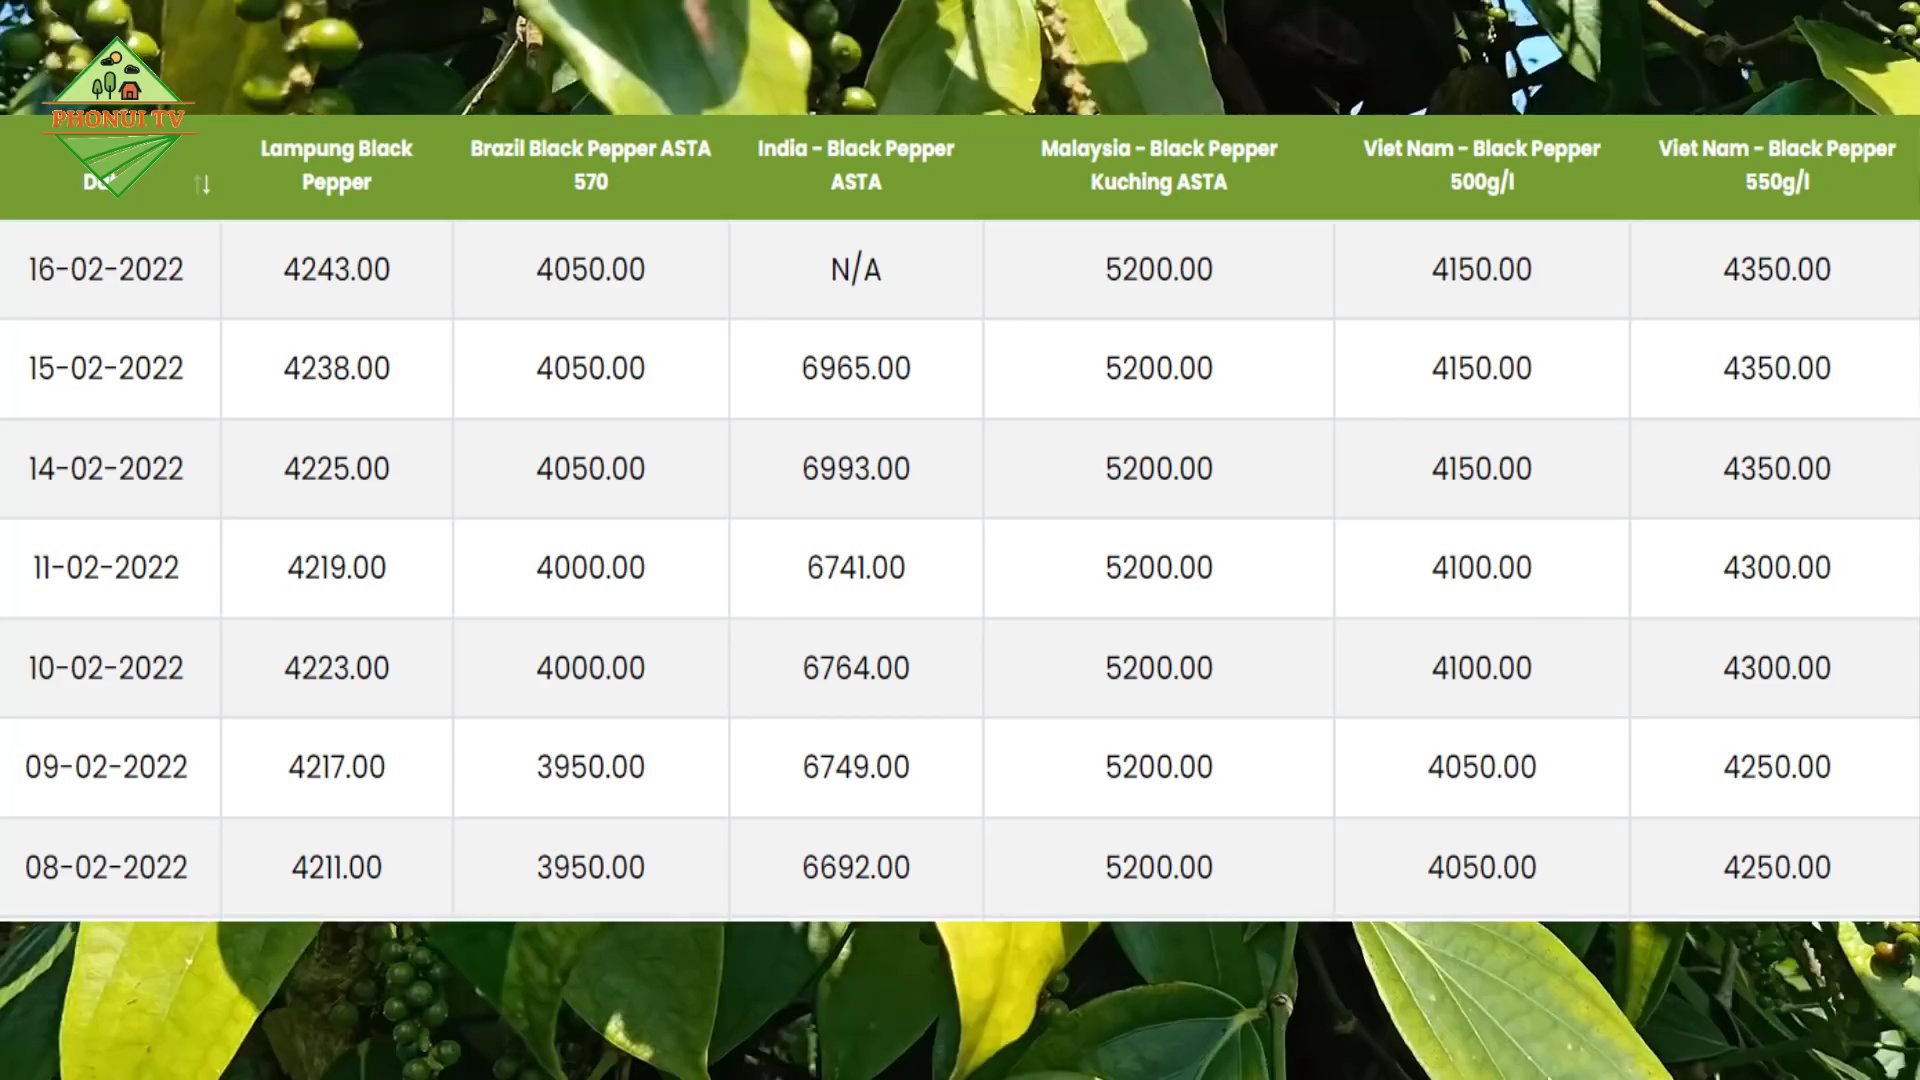 PHONUI TV
Lampung Black Pepper
Brazil Black Pepper ASTA 570
India - Black Pepper ASTA
Malaysia - Black Pepper Kuching ASTA
Viet Nam - Black Pepper 500g/l
Viet Nam - Black Pepper 550g/l
16-02-2022 4243.00 4050.00 N/A 5200.00 4150.00 4350.00
15-02-2022 4238.00 4050.00 6965.00 5200.00 4150.00 4350.00
14-02-2022 4225.00 4050.00 6993.00 5200.00 4150.00 4350.00
11-02-2022 4219.00 4000.00 6741.00 5200.00 4100.00 4300.00
10-02-2022 4223.00 4000.00 6764.00 5200.00 4100.00 4300.00
09-02-2022 4217.00 3950.00 6749.00 5200.00 4050.00 4250.00
08-02-2022 4211.00 3950.00 6692.00 5200.00 4050.00 4250.00